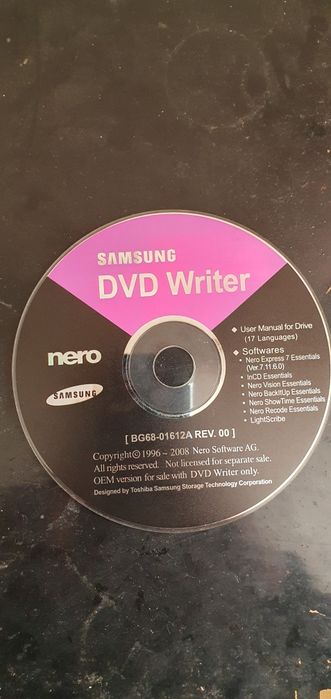 SAMSUNG
DVD Writer
nero
SAMSUNG
◆ User Manual for Drive
(17 Languages)
◆ Softwares
• Nero Express 7 Essentials
(Ver.7.11.6.0)
• InCD Essentials
• Nero Vision Essentials
• Nero BackItUp Essentials
• Nero ShowTime Essentials
• Nero Recode Essentials
• LightScribe
[ BG68-01612A REV. 00 ]
Copyright © 1996 ~ 2008 Nero Software AG.
All rights reserved. Not licensed for separate sale.
OEM version for sale with DVD Writer only.
Designed by Toshiba Samsung Storage Technology Corporation